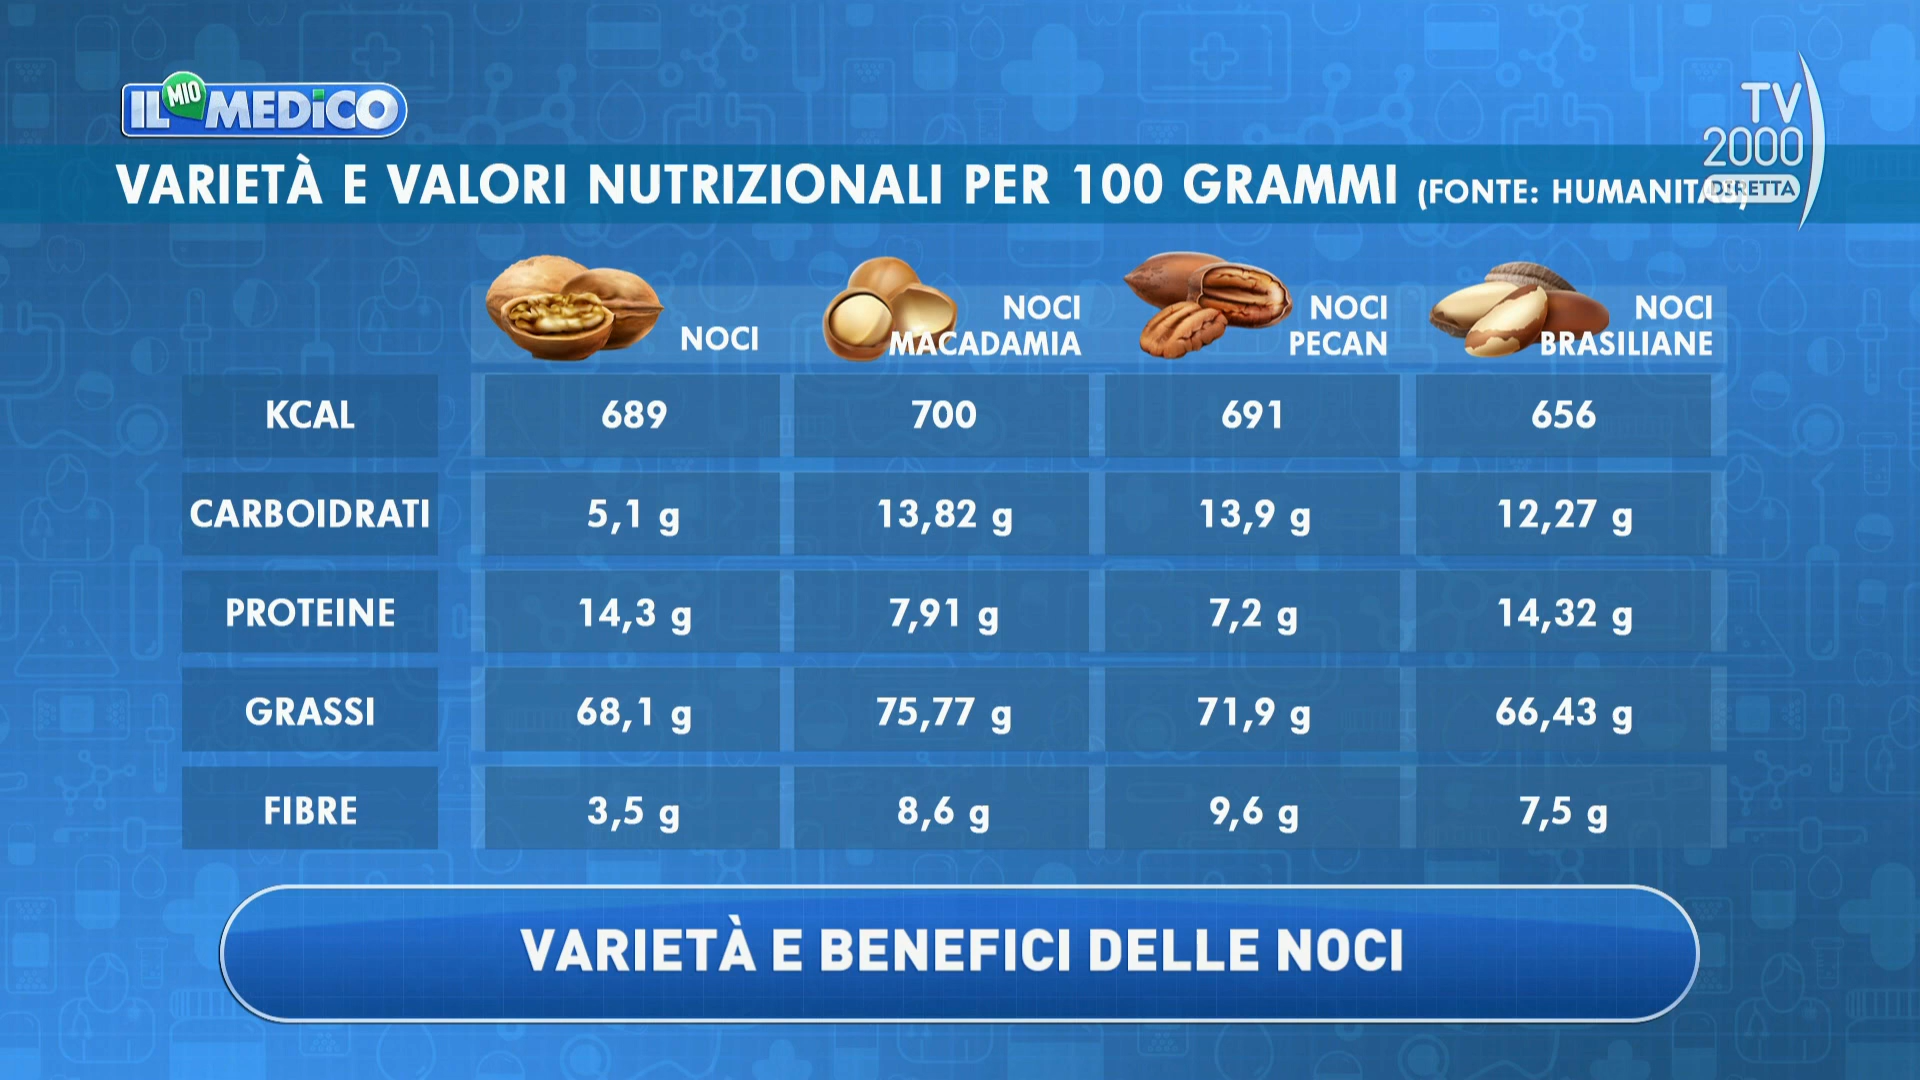 IL MIO MEDICO
TV
2000
DIRETTA
VARIETÀ E VALORI NUTRIZIONALI PER 100 GRAMMI (FONTE: HUMANITAS)
NOCI
NOCI MACADAMIA
NOCI PECAN
NOCI BRASILIANE
KCAL 689 700 691 656
CARBOIDRATI 5,1 g 13,82 g 13,9 g 12,27 g
PROTEINE 14,3 g 7,91 g 7,2 g 14,32 g
GRASSI 68,1 g 75,77 g 71,9 g 66,43 g
FIBRE 3,5 g 8,6 g 9,6 g 7,5 g
VARIETÀ E BENEFICI DELLE NOCI